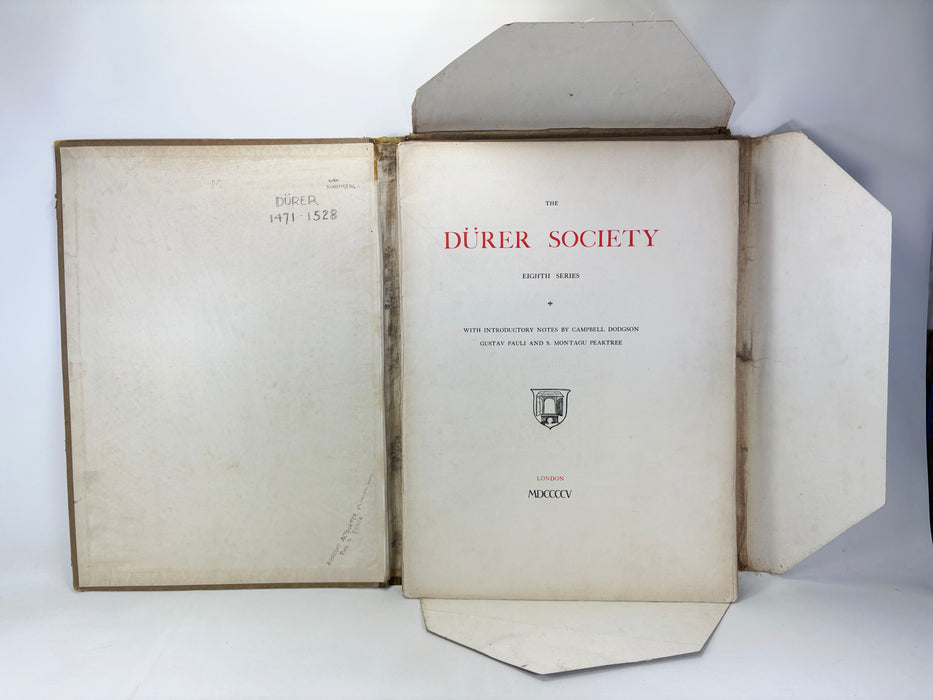 NUREMBERG
DÜRER
1471-1528
THE
DÜRER SOCIETY
EIGHTH SERIES
WITH INTRODUCTORY NOTES BY CAMPBELL DODGSON
GUSTAV PAULI AND S. MONTAGU PEARTREE
LONDON
MDCCCCV